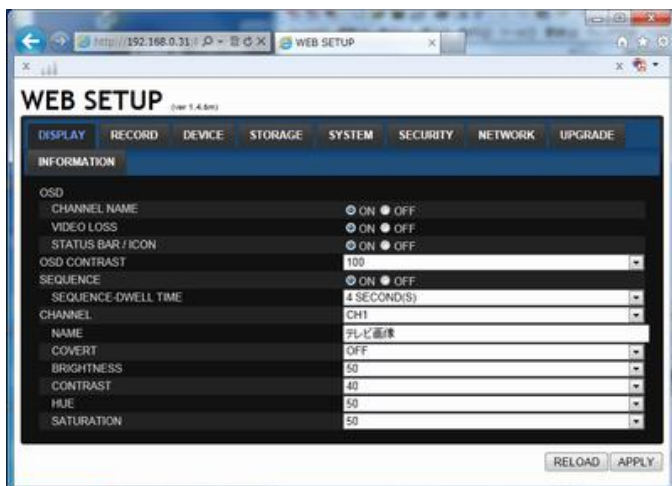 http://192.168.0.31
WEB SETUP
WEB SETUP (ver 1.4.6m)
DISPLAY RECORD DEVICE STORAGE SYSTEM SECURITY NETWORK UPGRADE
INFORMATION
OSD
CHANNEL NAME ON OFF
VIDEO LOSS ON OFF
STATUS BAR / ICON ON OFF
OSD CONTRAST 100
SEQUENCE ON OFF
SEQUENCE-DWELL TIME 4 SECOND(S)
CHANNEL CH1
NAME テレビ画像
COVERT OFF
BRIGHTNESS 50
CONTRAST 40
HUE 50
SATURATION 50
RELOAD APPLY